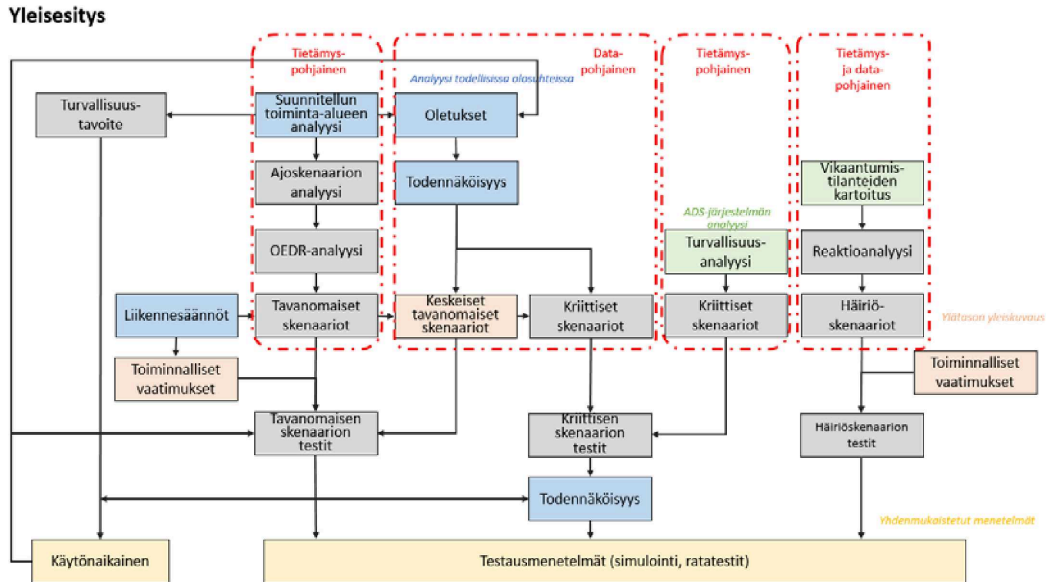 Yleisesitys
Tietämys-
pohjainen
Data-
pohjainen
Tietämys-
pohjainen
Tietämys-
ja data-
pohjainen
Analyysi todellisissa olosuhteissa
Turvallisuus-
tavoite
Suunnitellun
toiminta-alueen
analyysi
Oletukset
Ajoskenaarion
analyysi
Todennäköisyys
Vikaantumis-
tilanteiden
kartoitus
ADS-järjestelmän
analyysi
OEDR-analyysi
Turvallisuus-
analyysi
Reaktioanalyysi
Liikennesäännöt
Tavanomaiset
skenaariot
Keskeiset
tavanomaiset
skenaariot
Kriittiset
skenaariot
Kriittiset
skenaariot
Häiriö-
skenaariot
Ylätason yleiskuvaus
Toiminnalliset
vaatimukset
Toiminnalliset
vaatimukset
Tavanomaisen
skenaarion
testit
Kriittisen
skenaarion
testit
Häiriöskenaarion
testit
Todennäköisyys
Yhdenmukaistetut menetelmät
Käytönaikainen
Testausmenetelmät (simulointi, ratatestit)